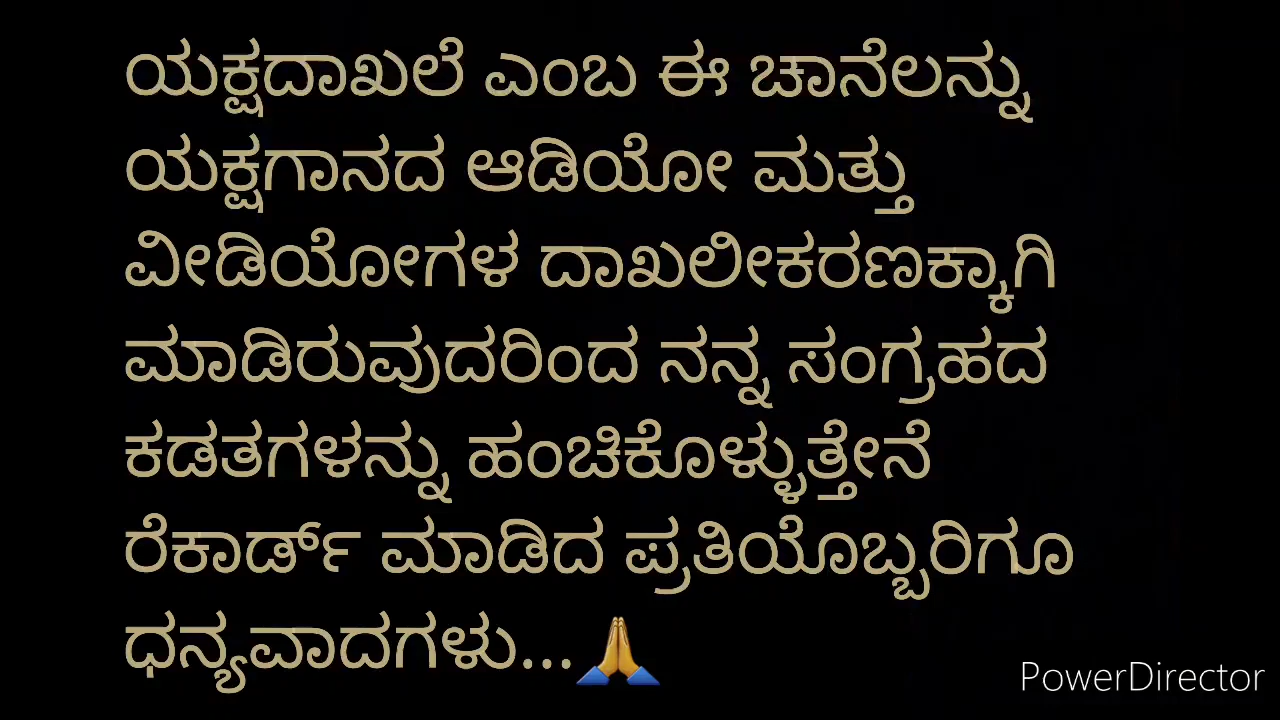 ಯಕ್ಷದಾಖಲೆ ಎಂಬ ಈ ಚಾನೆಲನ್ನು
ಯಕ್ಷಗಾನದ ಆಡಿಯೋ ಮತ್ತು
ವೀಡಿಯೋಗಳ ದಾಖಲೀಕರಣಕ್ಕಾಗಿ
ಮಾಡಿರುವುದರಿಂದ ನನ್ನ ಸಂಗ್ರಹದ
ಕಡತಗಳನ್ನು ಹಂಚಿಕೊಳ್ಳುತ್ತೇನೆ
ರೆಕಾರ್ಡ್ ಮಾಡಿದ ಪ್ರತಿಯೊಬ್ಬರಿಗೂ
ಧನ್ಯವಾದಗಳು...🙏
PowerDirector